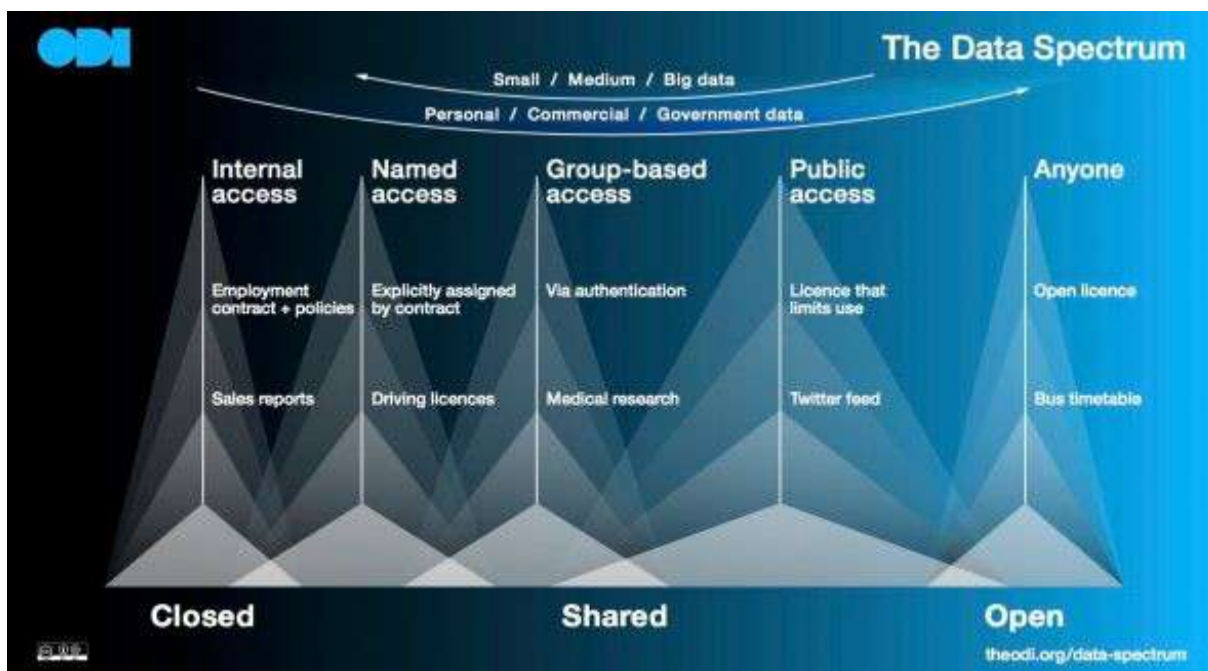 ODI
The Data Spectrum
Small / Medium / Big data
Personal / Commercial / Government data
Internal
access
Named
access
Group-based
access
Public
access
Anyone
Employment
contract + policies
Explicitly assigned
by contract
Via authentication
Licence that
limits use
Open licence
Sales reports
Driving licences
Medical research
Twitter feed
Bus timetable
Closed
Shared
Open
theodi.org/data-spectrum